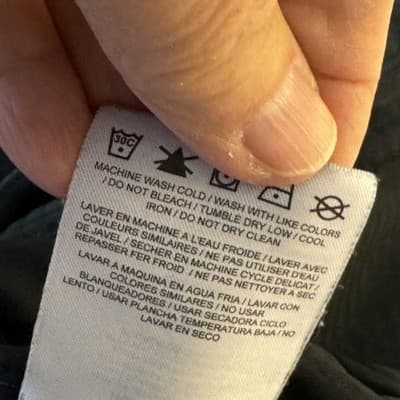 30C
MACHINE WASH COLD / WASH WITH LIKE COLORS
/ DO NOT BLEACH / TUMBLE DRY LOW / COOL
IRON / DO NOT DRY CLEAN
LAVER EN MACHINE A L'EAU FROIDE / LAVER AVEC
COULEURS SIMILAIRES / NE PAS UTILISER D'EAU
DE JAVEL / SECHER EN MACHINE CYCLE DELICAT /
REPASSER FER FROID / NE PAS NETTOYER A SEC
LAVAR A MAQUINA EN AGUA FRIA / LAVAR CON
COLORES SIMILARES / NO USAR
BLANQUEADORES / USAR SECADORA CICLO
LENTO / USAR PLANCHA TEMPERATURA BAJA / NO
LAVAR EN SECO